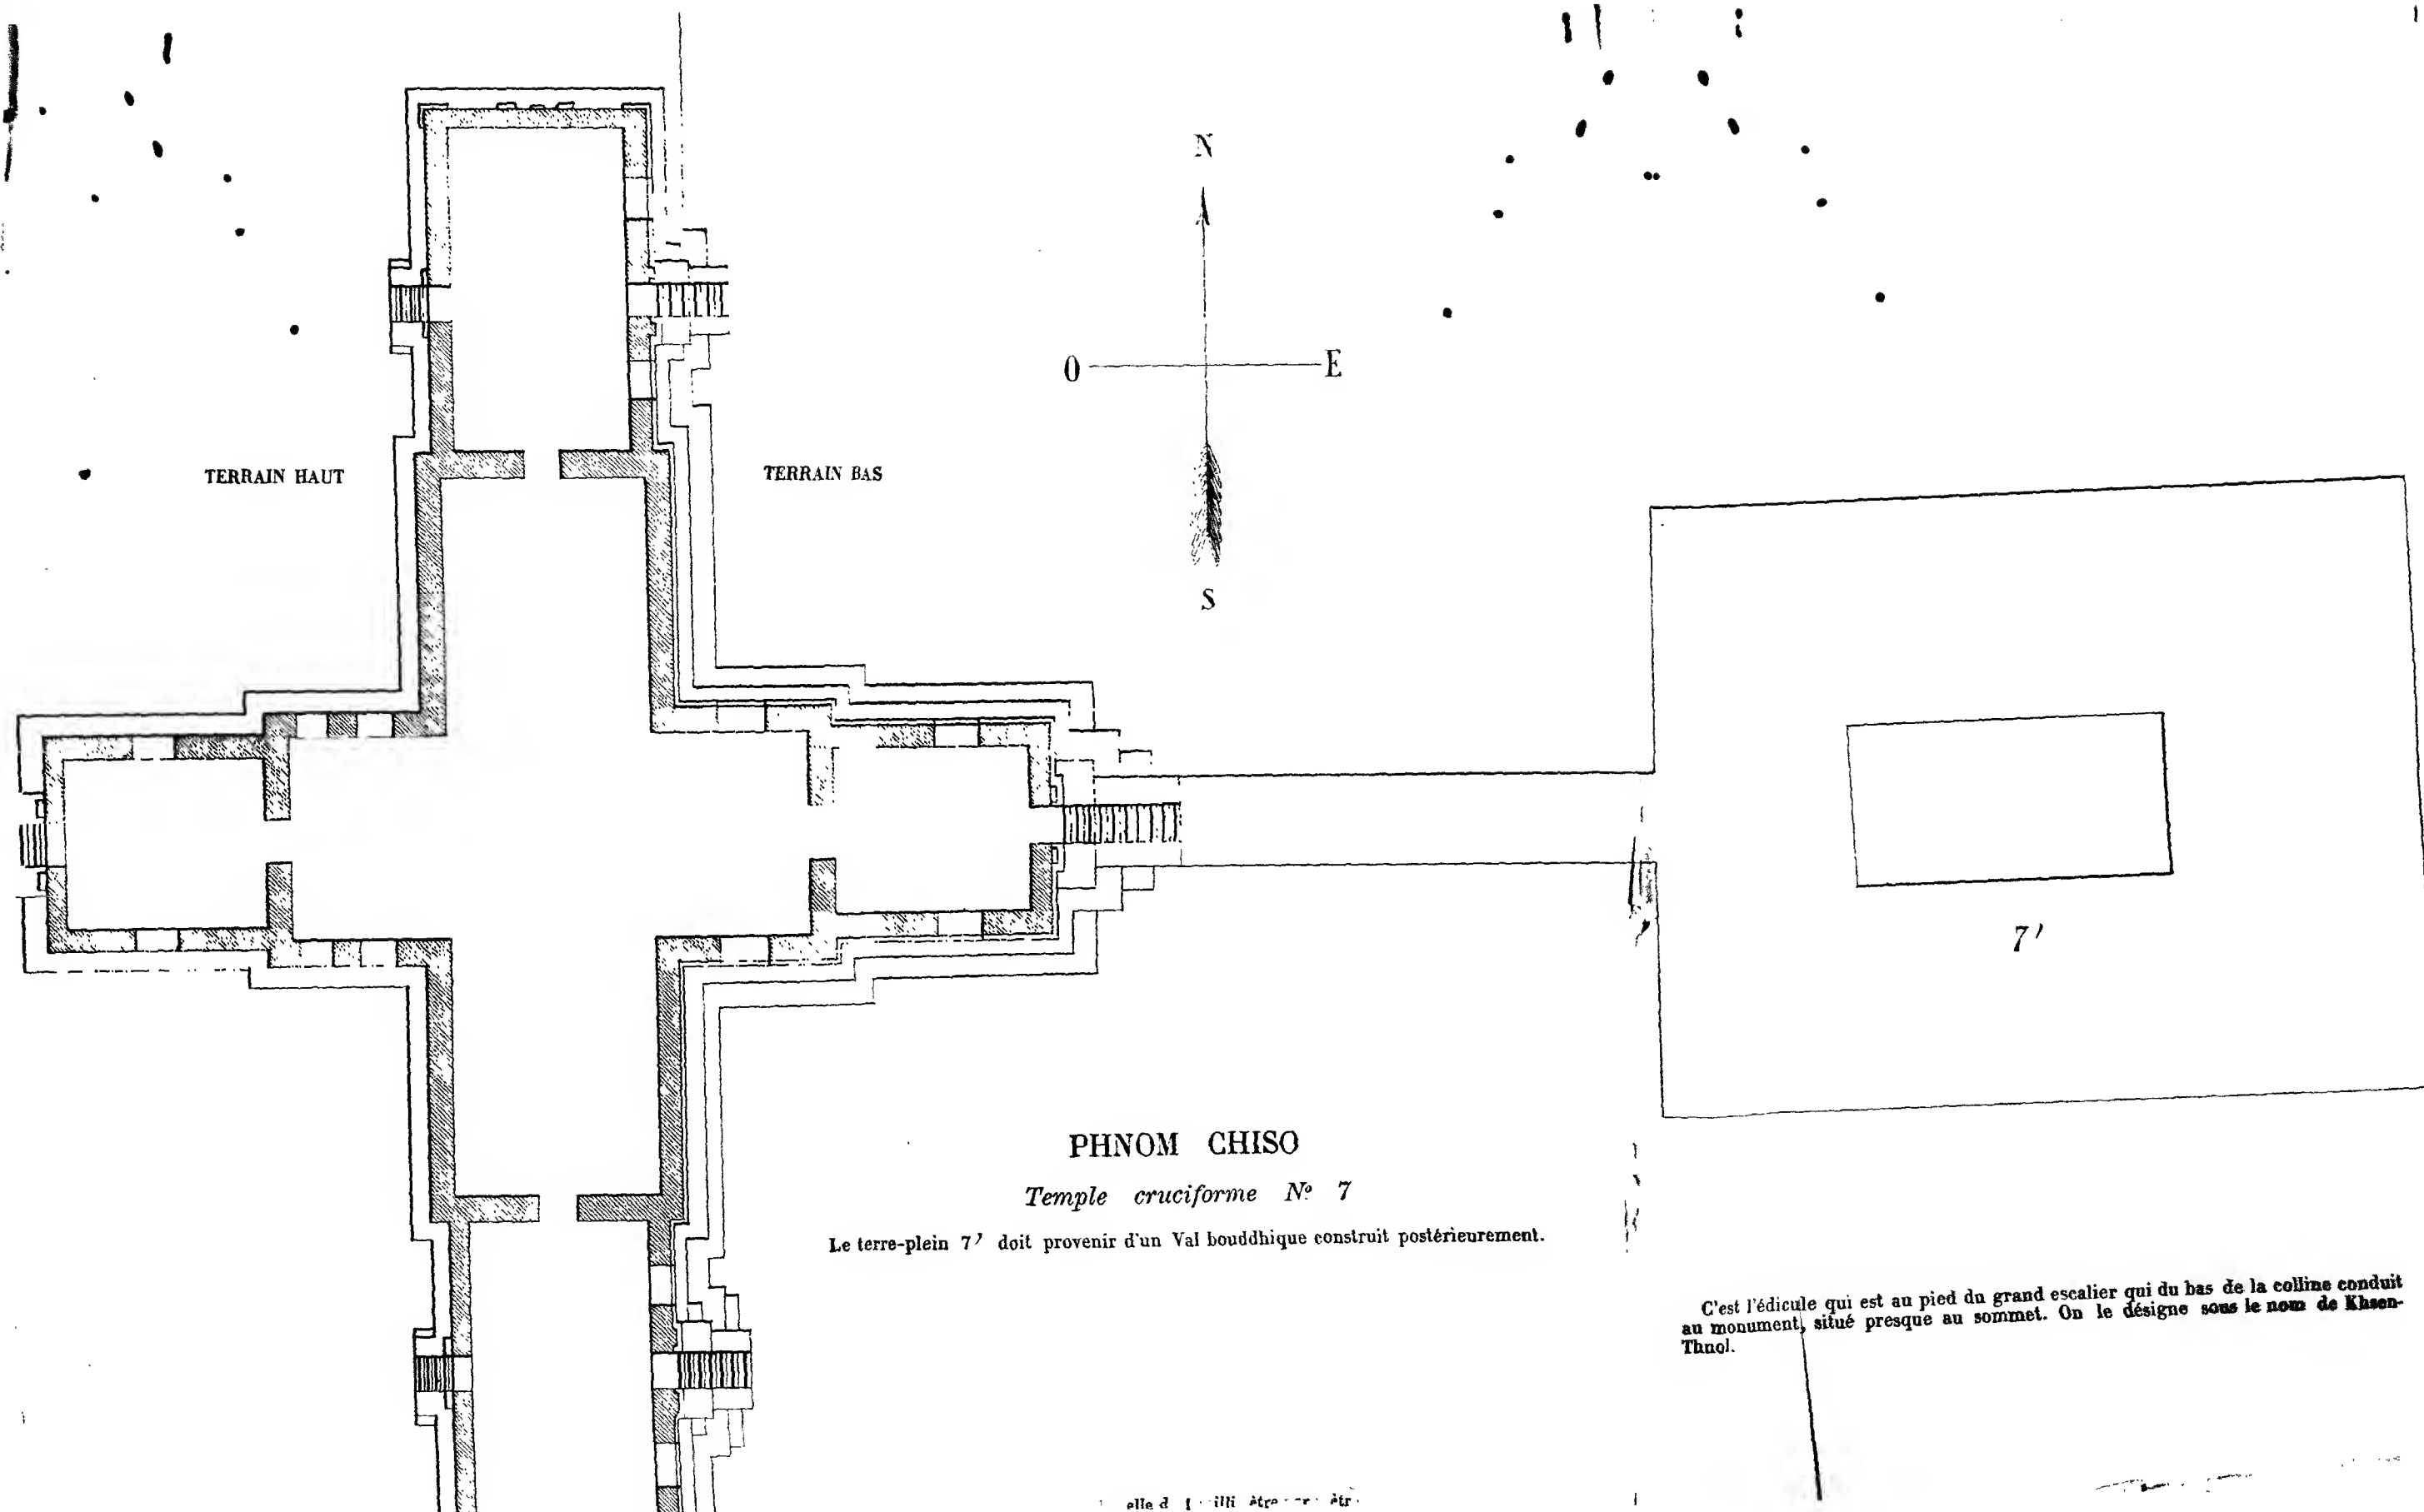 N
O E
S
TERRAIN HAUT
TERRAIN BAS
7'
PHNOM CHISO
Temple cruciforme Nº 7
Le terre-plein 7' doit provenir d'un Val bouddhique construit postérieurement.
C'est l'édicule qui est au pied du grand escalier qui du bas de la colline conduit
au monument, situé presque au sommet. On le désigne sous le nom de Khsen-
Thnol.